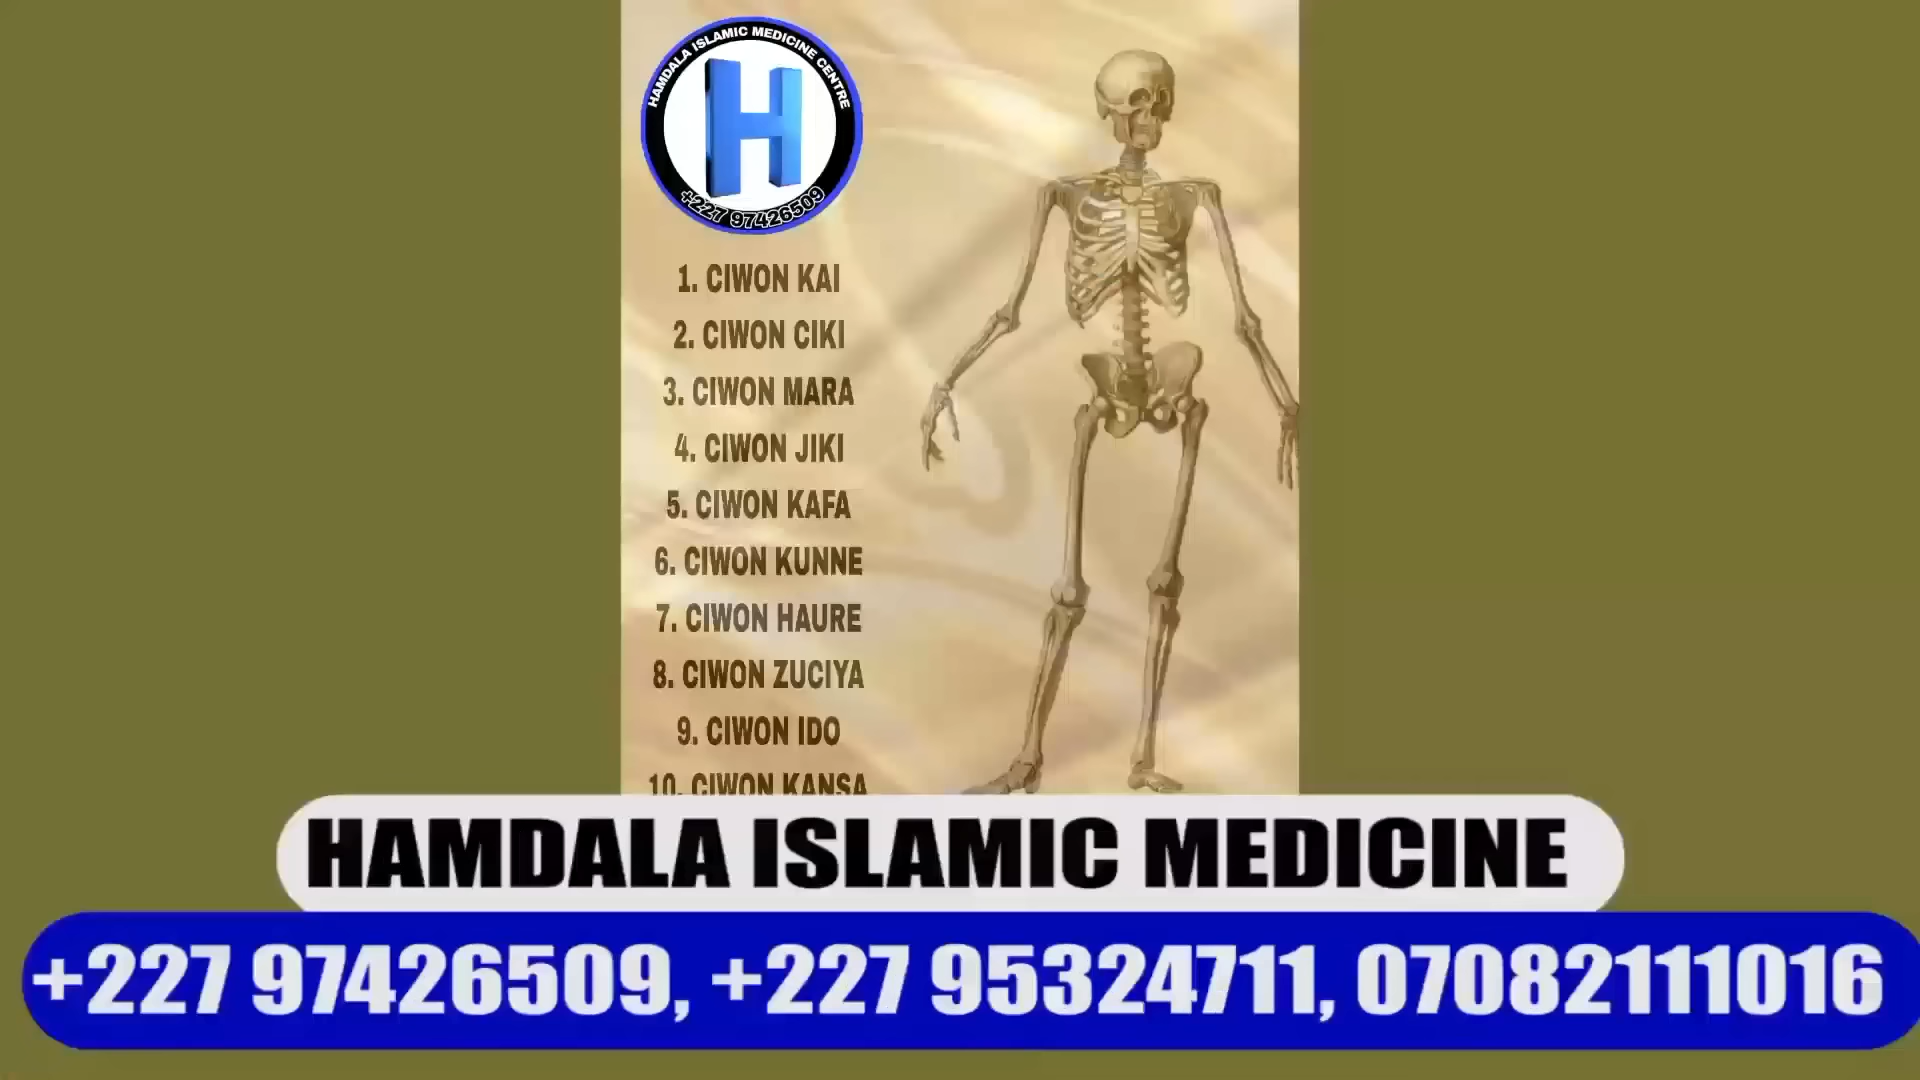 HAMDALA ISLAMIC MEDICINE CENTRE
H
+227 97426509
1. CIWON KAI
2. CIWON CIKI
3. CIWON MARA
4. CIWON JIKI
5. CIWON KAFA
6. CIWON KUNNE
7. CIWON HAURE
8. CIWON ZUCIYA
9. CIWON IDO
10. CIWON KANSA
HAMDALA ISLAMIC MEDICINE
+227 97426509, +227 95324711, 07082111016